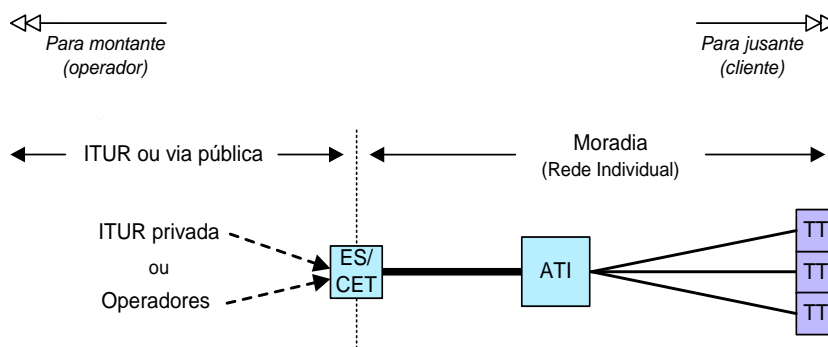 Para montante
(operador)
Para jusante
(cliente)
ITUR ou via pública
Moradia
(Rede Individual)
ITUR privada
ou
Operadores
ES/
CET
ATI
TT
TT
TT